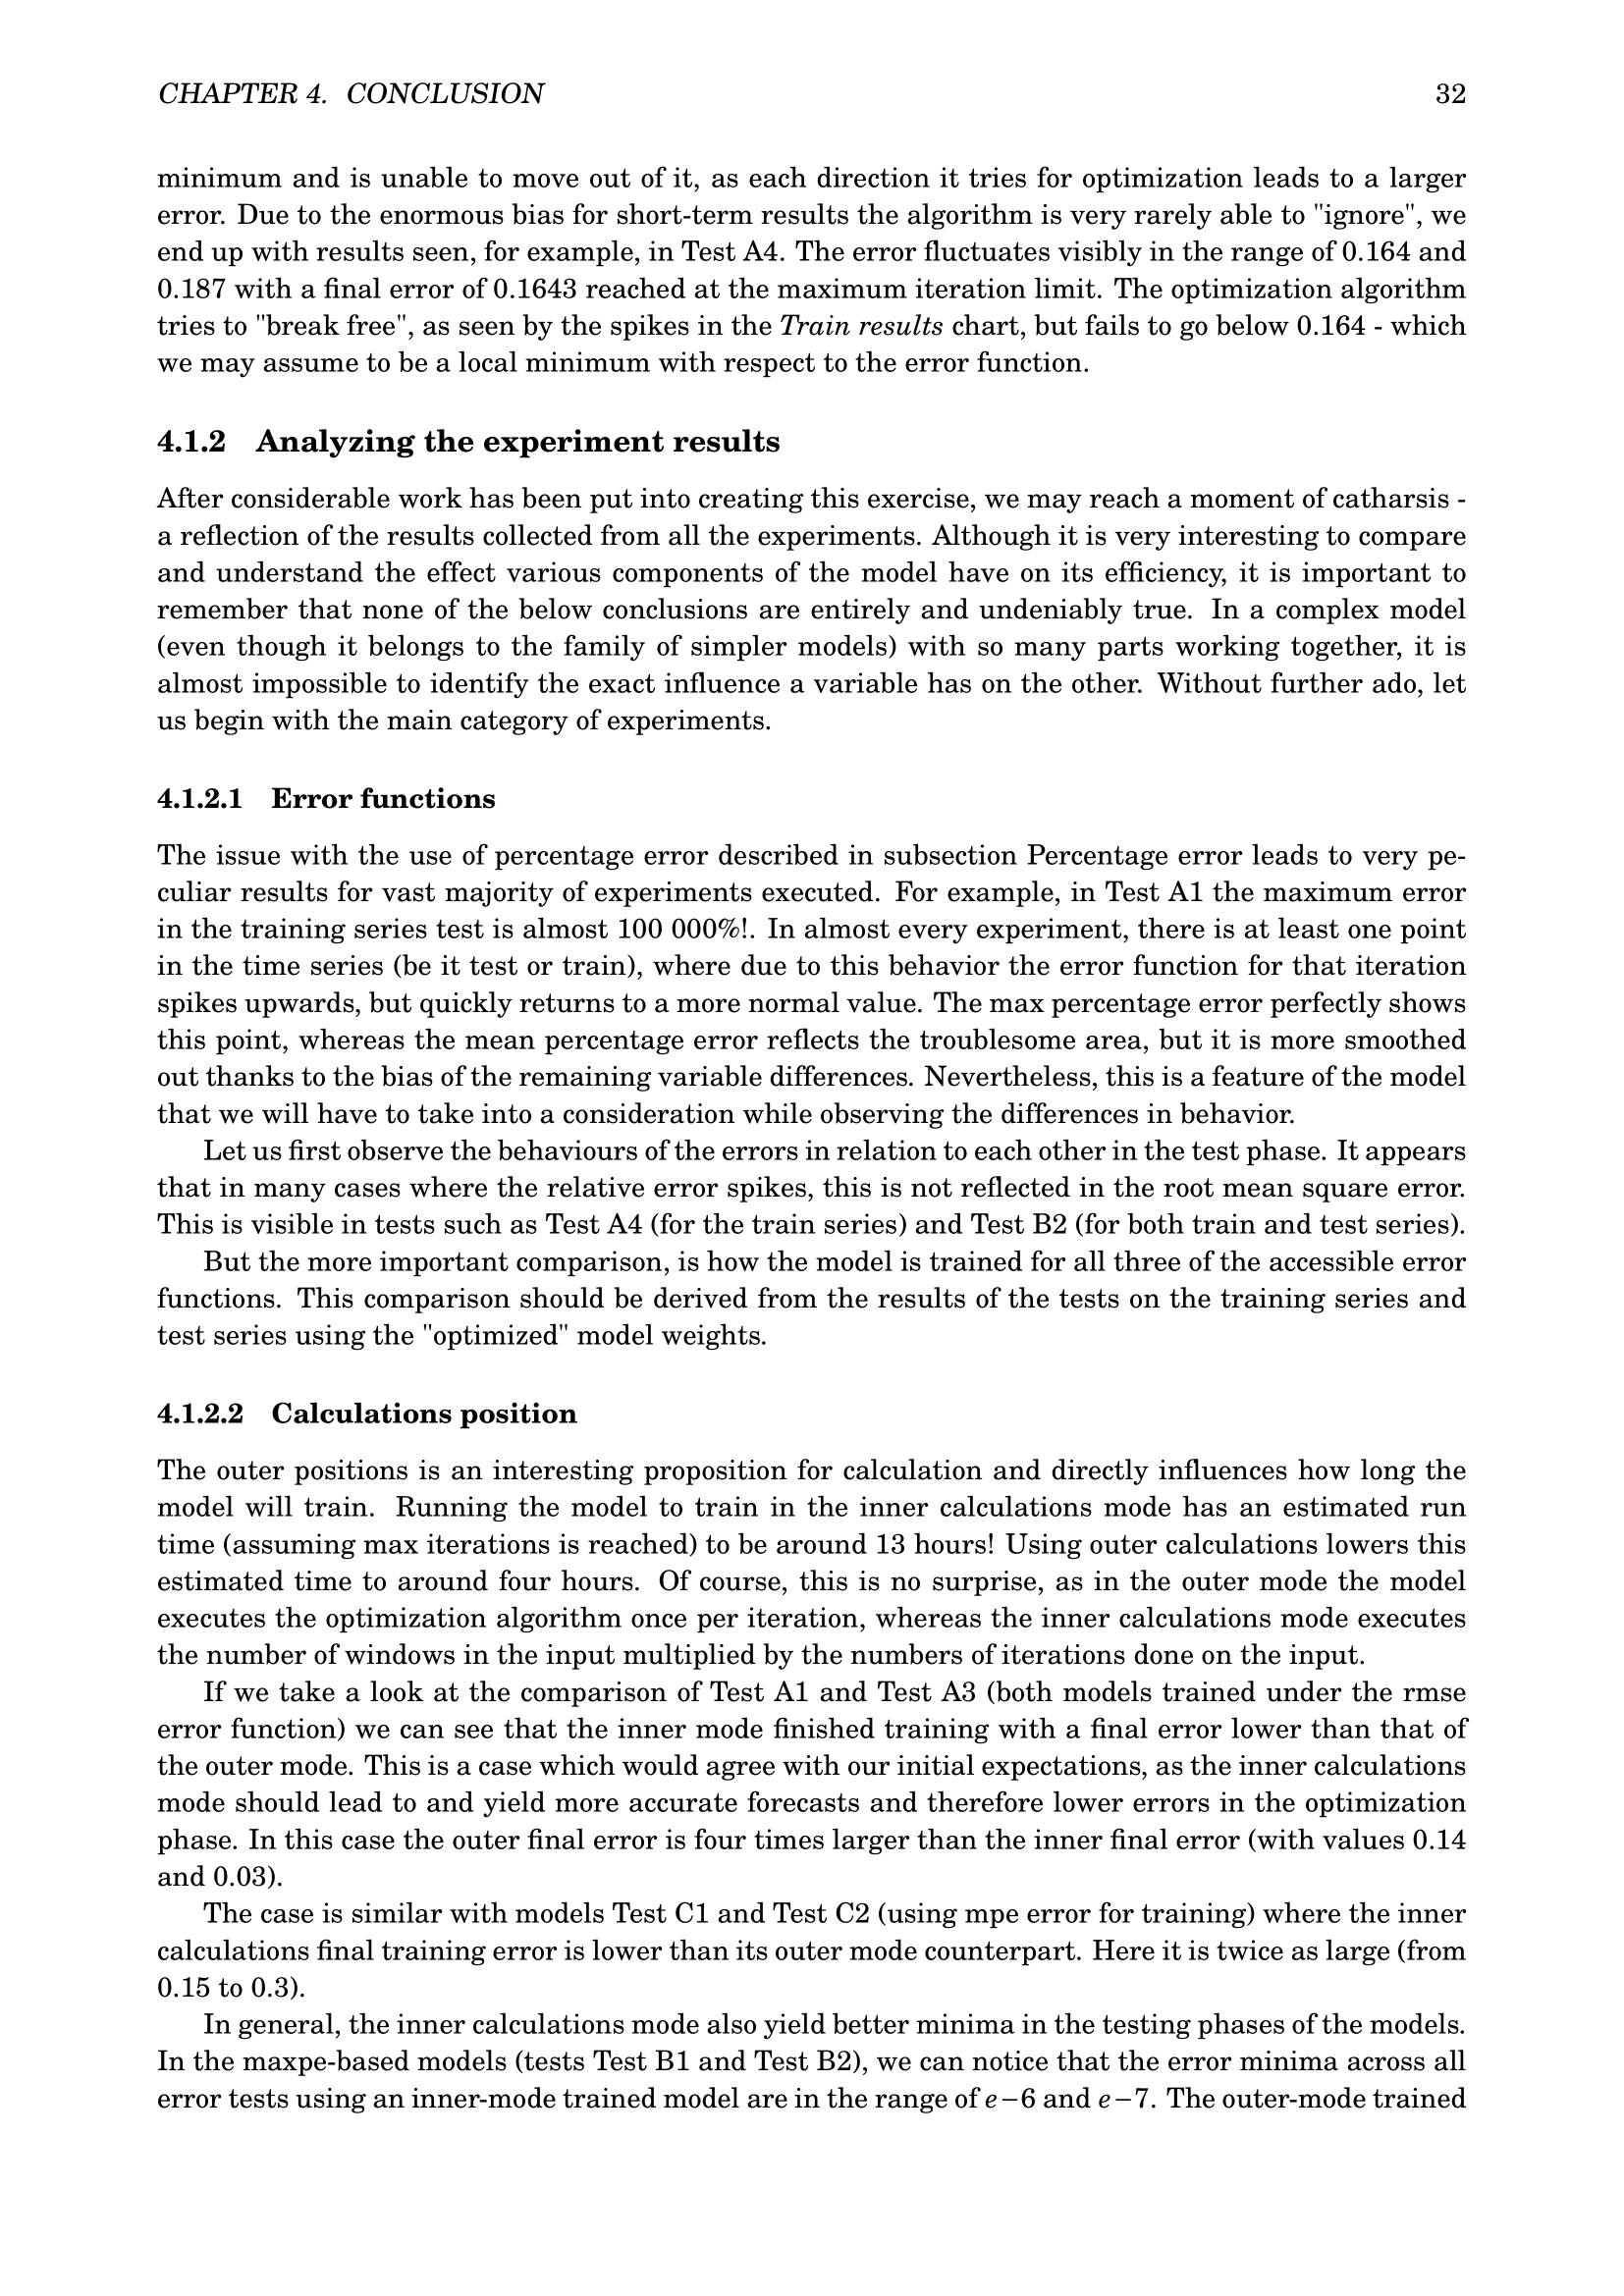 CHAPTER 4. CONCLUSION 32
minimum and is unable to move out of it, as each direction it tries for optimization leads to a larger
error. Due to the enormous bias for short-term results the algorithm is very rarely able to "ignore", we
end up with results seen, for example, in Test A4. The error fluctuates visibly in the range of 0.164 and
0.187 with a final error of 0.1643 reached at the maximum iteration limit. The optimization algorithm
tries to "break free", as seen by the spikes in the Train results chart, but fails to go below 0.164 - which
we may assume to be a local minimum with respect to the error function.
4.1.2 Analyzing the experiment results
After considerable work has been put into creating this exercise, we may reach a moment of catharsis -
a reflection of the results collected from all the experiments. Although it is very interesting to compare
and understand the effect various components of the model have on its efficiency, it is important to
remember that none of the below conclusions are entirely and undeniably true. In a complex model
(even though it belongs to the family of simpler models) with so many parts working together, it is
almost impossible to identify the exact influence a variable has on the other. Without further ado, let
us begin with the main category of experiments.
4.1.2.1 Error functions
The issue with the use of percentage error described in subsection Percentage error leads to very pe-
culiar results for vast majority of experiments executed. For example, in Test A1 the maximum error
in the training series test is almost 100 000%!. In almost every experiment, there is at least one point
in the time series (be it test or train), where due to this behavior the error function for that iteration
spikes upwards, but quickly returns to a more normal value. The max percentage error perfectly shows
this point, whereas the mean percentage error reflects the troublesome area, but it is more smoothed
out thanks to the bias of the remaining variable differences. Nevertheless, this is a feature of the model
that we will have to take into a consideration while observing the differences in behavior.
Let us first observe the behaviours of the errors in relation to each other in the test phase. It appears
that in many cases where the relative error spikes, this is not reflected in the root mean square error.
This is visible in tests such as Test A4 (for the train series) and Test B2 (for both train and test series).
But the more important comparison, is how the model is trained for all three of the accessible error
functions. This comparison should be derived from the results of the tests on the training series and
test series using the "optimized" model weights.
4.1.2.2 Calculations position
The outer positions is an interesting proposition for calculation and directly influences how long the
model will train. Running the model to train in the inner calculations mode has an estimated run
time (assuming max iterations is reached) to be around 13 hours! Using outer calculations lowers this
estimated time to around four hours. Of course, this is no surprise, as in the outer mode the model
executes the optimization algorithm once per iteration, whereas the inner calculations mode executes
the number of windows in the input multiplied by the numbers of iterations done on the input.
If we take a look at the comparison of Test A1 and Test A3 (both models trained under the rmse
error function) we can see that the inner mode finished training with a final error lower than that of
the outer mode. This is a case which would agree with our initial expectations, as the inner calculations
mode should lead to and yield more accurate forecasts and therefore lower errors in the optimization
phase. In this case the outer final error is four times larger than the inner final error (with values 0.14
and 0.03).
The case is similar with models Test C1 and Test C2 (using mpe error for training) where the inner
calculations final training error is lower than its outer mode counterpart. Here it is twice as large (from
0.15 to 0.3).
In general, the inner calculations mode also yield better minima in the testing phases of the models.
In the maxpe-based models (tests Test B1 and Test B2), we can notice that the error minima across all
error tests using an inner-mode trained model are in the range of e−6 and e−7. The outer-mode trained